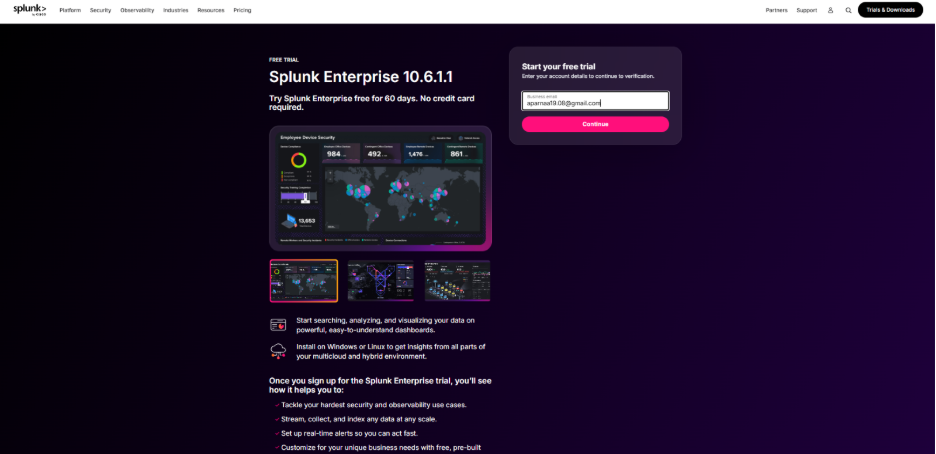 splunk>
Platform Security Observability Industries Resources Pricing
Partners Support Trials & Downloads
FREE TRIAL
Splunk Enterprise 10.6.1.1
Try Splunk Enterprise free for 60 days. No credit card
required.
Start your free trial
Enter your account details to continue to verification.
Business email
aparnaa19.08@gmail.com
Continue
Employee Device Security
984
492
1,476
861
13,653
Start searching, analyzing, and visualizing your data on
powerful, easy-to-understand dashboards.
Install on Windows or Linux to get insights from all parts of
your multicloud and hybrid environment.
Once you sign up for the Splunk Enterprise trial, you'll see
how it helps you to:
Tackle your hardest security and observability use cases.
Stream, collect, and index any data at any scale.
Set up real-time alerts so you can act fast.
Customize for your unique business needs with free, pre-built